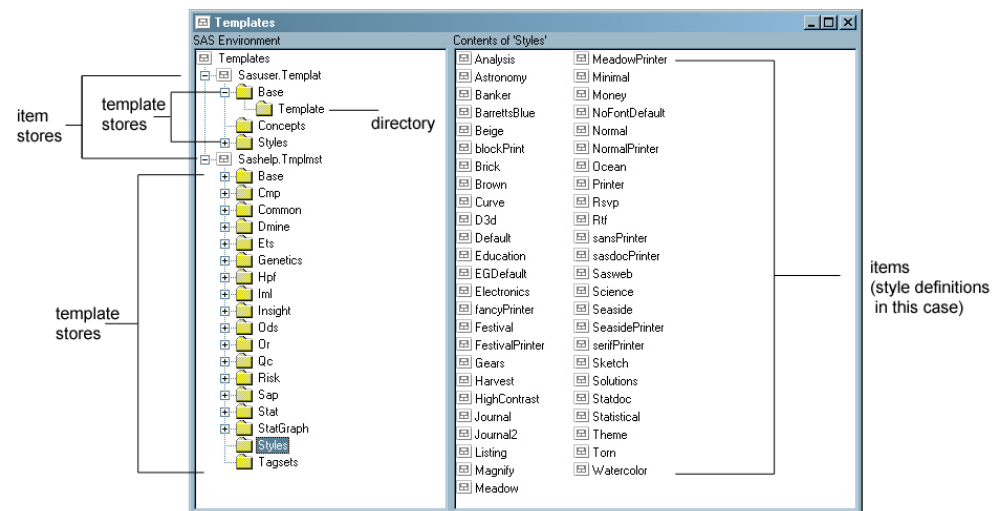 Templates
SAS Environment
Contents of 'Styles'
Templates
Sasuser.Templat
Base
Template
Concepts
Styles
Sashelp.Tmplmst
Base
Cmp
Common
Dmine
Ets
Genetics
Hpf
Iml
Insight
Ods
Or
Qc
Risk
Sap
Stat
StatGraph
Styles
Tagsets
Analysis
Astronomy
Banker
BarrettsBlue
Beige
blockPrint
Brick
Brown
Curve
D3d
Default
Education
EGDefault
Electronics
fancyPrinter
Festival
FestivalPrinter
Gears
Harvest
HighContrast
Journal
Journal2
Listing
Magnify
Meadow
MeadowPrinter
Minimal
Money
NoFontDefault
Normal
NormalPrinter
Ocean
Printer
Rsvp
Rtf
sansPrinter
sasdocPrinter
Sasweb
Science
Seaside
SeasidePrinter
serifPrinter
Sketch
Solutions
Statdoc
Statistical
Theme
Torn
Watercolor
item
stores
template
stores
directory
template
stores
items
(style definitions
in this case)